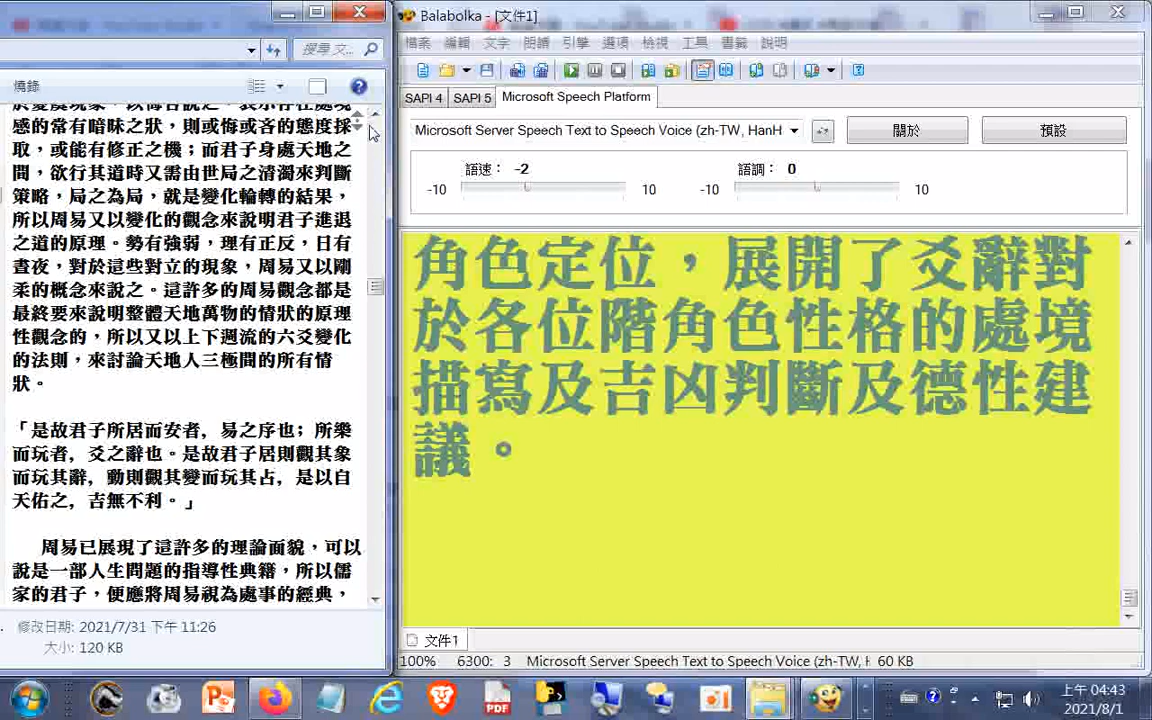 搜尋 文...
燒錄
於憂虞現象，以悔吝說之，表示存在處境
感的常有暗昧之狀，則或悔或吝的態度採
取，或能有修正之機；而君子身處天地之
間，欲行其道時又需由世局之清濁來判斷
策略，局之為局，就是變化輪轉的結果，
所以周易又以變化的觀念來說明君子進退
之道的原理。勢有強弱，理有正反，日有
晝夜，對於這些對立的現象，周易又以剛
柔的概念來說之。這許多的周易觀念都是
最終要來說明整體天地萬物的情狀的原理
性觀念的，所以又以上下週流的六爻變化
的法則，來討論天地人三極間的所有情
狀。
「是故君子所居而安者，易之序也；所樂
而玩者，爻之辭也。是故君子居則觀其象
而玩其辭，動則觀其變而玩其占，是以自
天佑之，吉無不利。」
周易已展現了這許多的理論面貌，可以
說是一部人生問題的指導性典籍，所以儒
家的君子，便應將周易視為處事的經典，
修改日期: 2021/7/31 下午 11:26
大小: 120 KB
Balabolka - [文件1]
檔案 編輯 文字 朗讀 引擎 選項 檢視 工具 書籤 說明
SAPI 4 SAPI 5 Microsoft Speech Platform
Microsoft Server Speech Text to Speech Voice (zh-TW, HanH
關於 預設
語速： -2 語調： 0
-10 10 -10 10
角色定位，展開了爻辭對
於各位階角色性格的處境
描寫及吉凶判斷及德性建
議。
文件1
100% 6300: 3 Microsoft Server Speech Text to Speech Voice (zh-TW, H 60 KB
上午 04:43
2021/8/1